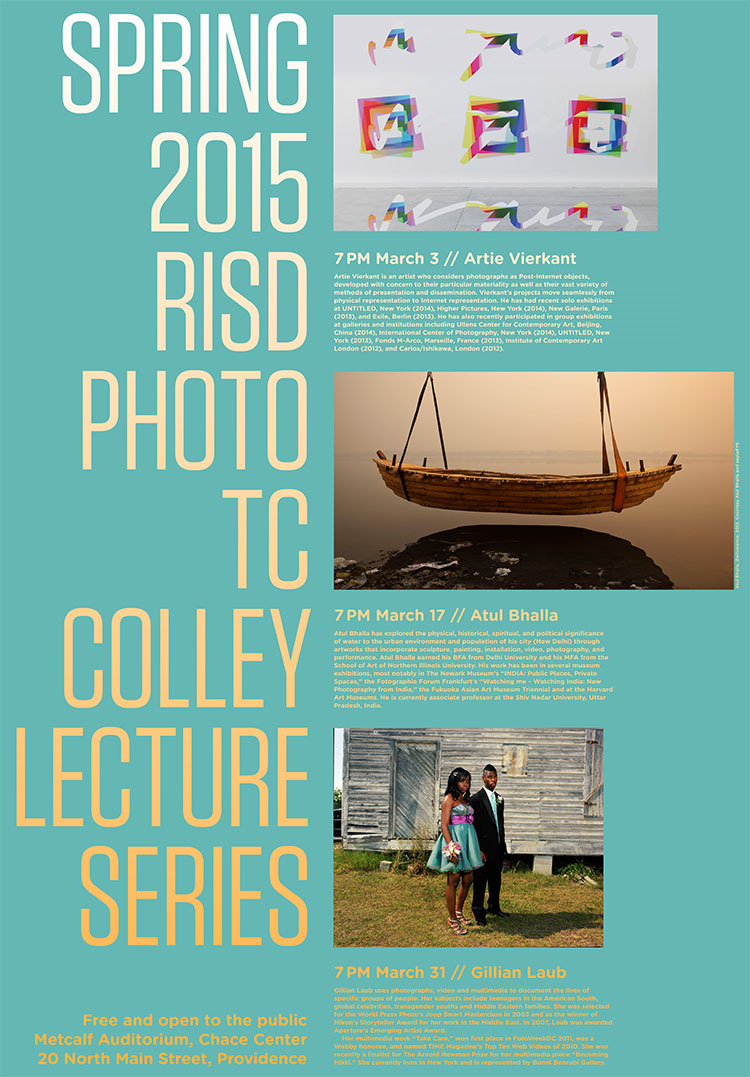 SPRING
2015
RISD
PHOTO
TC
COLLEY
LECTURE
SERIES
Free and open to the public
Metcalf Auditorium, Chace Center
20 North Main Street, Providence
7 PM March 3 // Artie Vierkant
Artie Vierkant is an artist who considers photographs as Post-Internet objects,
developed with concern to their particular materiality as well as their vast variety of
methods of presentation and dissemination. Vierkant's projects move seamlessly from
physical representation to Internet representation. He has had recent solo exhibitions
at UNTITLED, New York (2014), Higher Pictures, New York (2014), New Galerie, Paris
(2013), and Exile, Berlin (2013). He has also recently participated in group exhibitions
at galleries and institutions including Ullens Center for Contemporary Art, Beijing,
China (2014), International Center of Photography, New York (2014), UNTITLED, New
York (2013), Fonds M-Arco, Marseille, France (2013), Institute of Contemporary Art
London (2012), and Carlos/Ishikawa, London (2012).
Atul Bhalla, Deliverance, 2013. Courtesy Atul Bhalla and
7 PM March 17 // Atul Bhalla
Atul Bhalla has explored the physical, historical, spiritual, and political significance
of water to the urban environment and population of his city (New Delhi) through
artworks that incorporate sculpture, painting, installation, video, photography, and
performance. Atul Bhalla earned his BFA from Delhi University and his MFA from the
School of Art of Northern Illinois University. His work has been in several museum
exhibitions, most notably in The Newark Museum's "INDIA: Public Places, Private
Spaces," the Fotographie Forum Frankfurt's "Watching me – Watching India: New
Photography from India," the Fukuoka Asian Art Museum Triennial and at the Harvard
Art Museums. He is currently associate professor at the Shiv Nadar University, Uttar
Pradesh, India.
7 PM March 31 // Gillian Laub
Gillian Laub uses photographs, video and multimedia to document the lives of
specific groups of people. Her subjects include teenagers in the American South,
global celebrities, transgender youths and Middle Eastern families. She was selected
for the World Press Photo's Joop Swart Masterclass in 2003 and as the winner of
Nikon's Storyteller Award for her work in the Middle East. In 2007, Laub was awarded
Aperture's Emerging Artist Award.
Her multimedia work "Take Care," won first place in FotoWeekDC 2011, was a
Webby honoree, and named TIME Magazine's Top Ten Web Videos of 2010. She was
recently a finalist for The Arnold Newman Prize for her multimedia piece "Becoming
Nikki." She currently lives in New York and is represented by Bonni Benrubi Gallery.